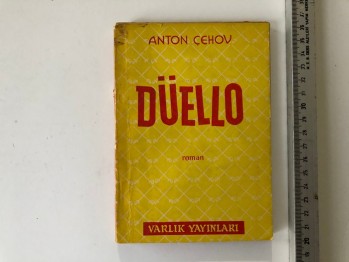 ANTON ÇEHOV
DÜELLO
roman
VARLIK YAYINLARI